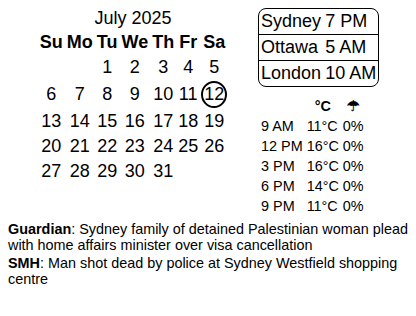 July 2025
Su Mo Tu We Th Fr Sa
1 2 3 4 5
6 7 8 9 10 11 12
13 14 15 16 17 18 19
20 21 22 23 24 25 26
27 28 29 30 31
Sydney 7 PM
Ottawa 5 AM
London 10 AM
°C ☂
9 AM 11°C 0%
12 PM 16°C 0%
3 PM 16°C 0%
6 PM 14°C 0%
9 PM 11°C 0%
Guardian: Sydney family of detained Palestinian woman plead
with home affairs minister over visa cancellation
SMH: Man shot dead by police at Sydney Westfield shopping
centre